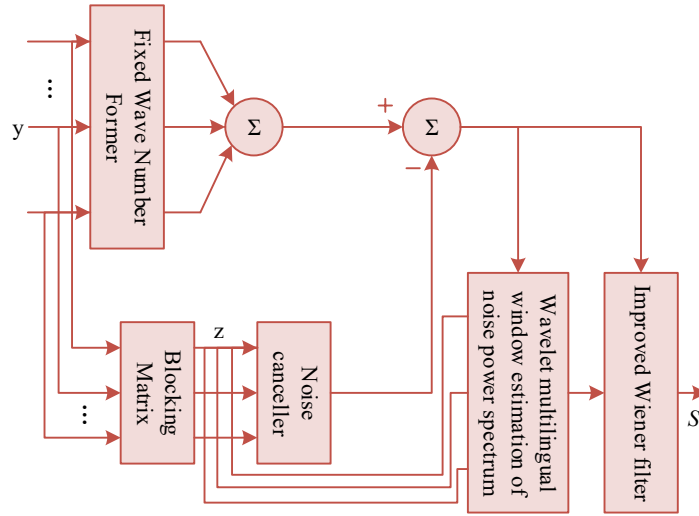 Fixed Wave Number
Former
...
y
Σ
+
Σ
−
Blocking
Matrix
...
z
Noise
canceller
Wavelet multilingual
window estimation of
noise power spectrum
Improved Wiener filter
S